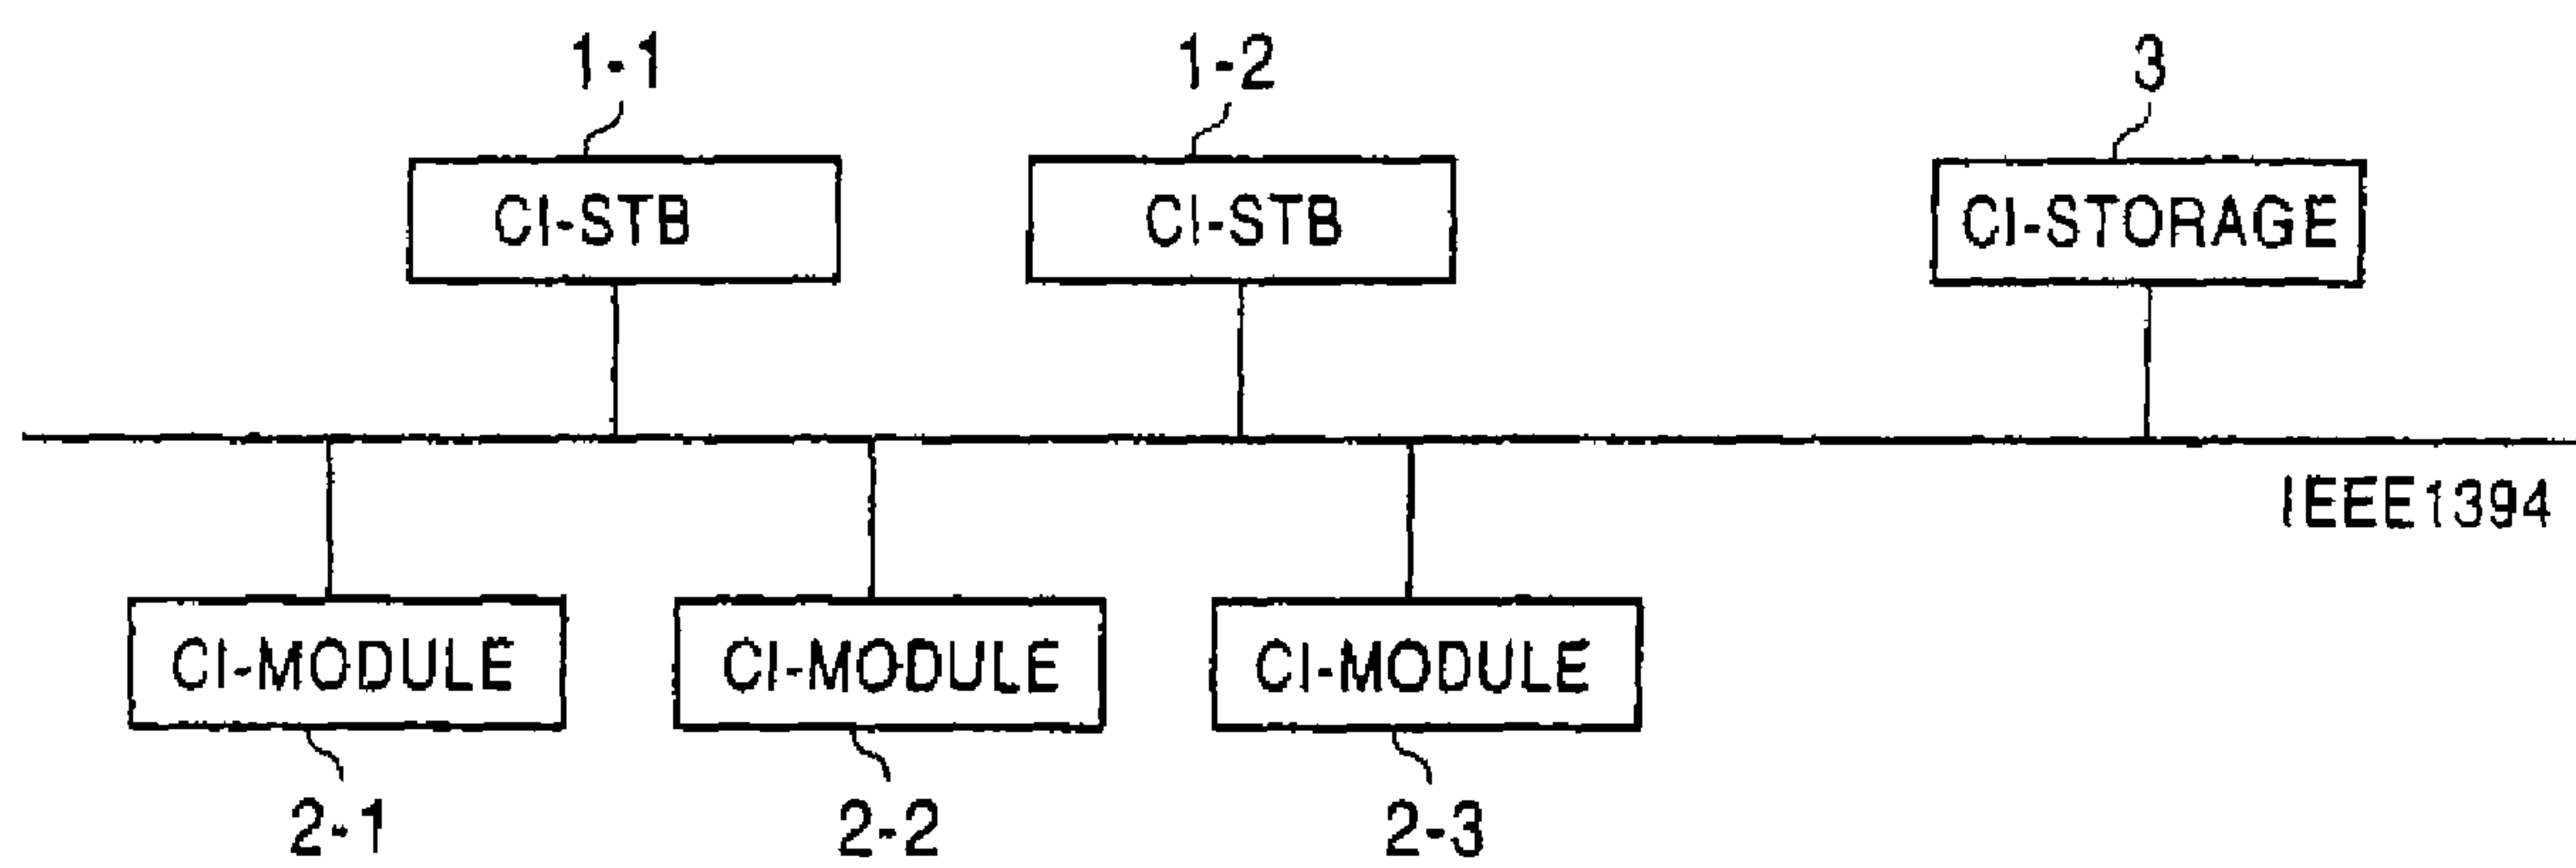 1-1 1-2 3
CI-STB CI-STB CI-STORAGE
IEEE1394
CI-MODULE CI-MODULE CI-MODULE
2-1 2-2 2-3